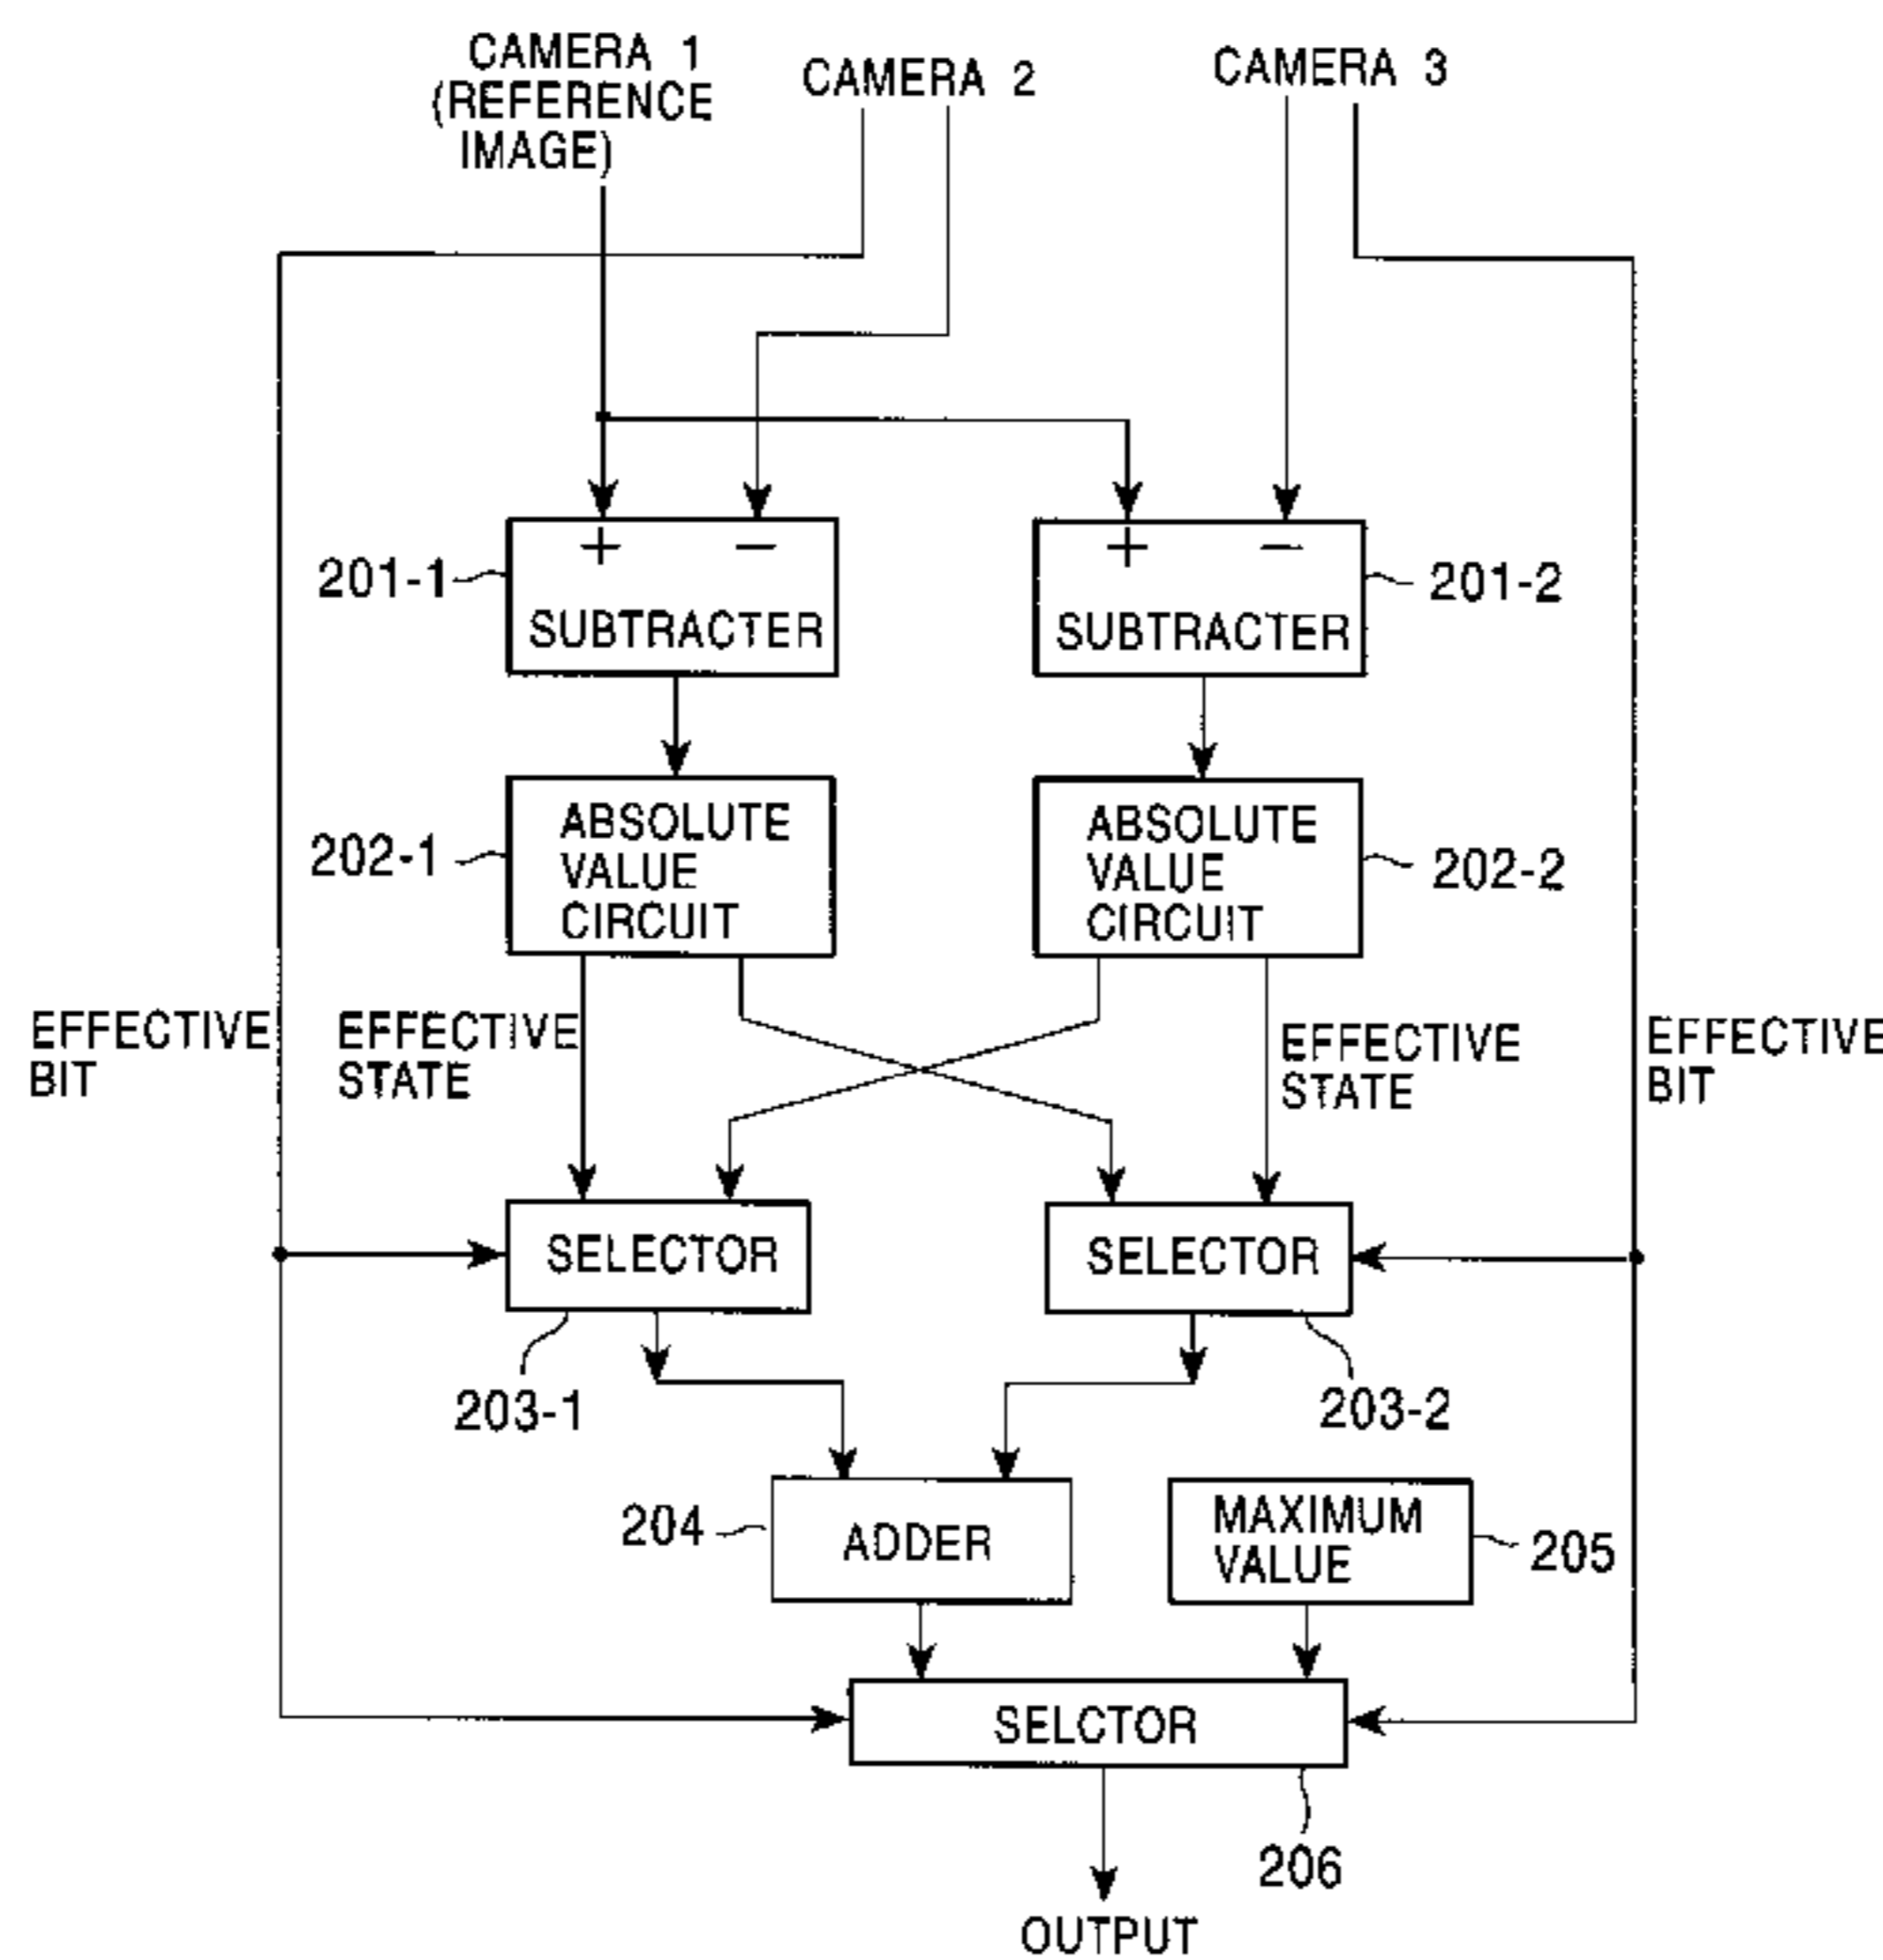 CAMERA 1
(REFERENCE
IMAGE)
CAMERA 2
CAMERA 3
+ −
201-1
SUBTRACTER
+ −
201-2
SUBTRACTER
202-1
ABSOLUTE
VALUE
CIRCUIT
ABSOLUTE
VALUE
CIRCUIT
202-2
EFFECTIVE
BIT
EFFECTIVE
STATE
EFFECTIVE
STATE
EFFECTIVE
BIT
SELECTOR
SELECTOR
203-1
203-2
204
ADDER
MAXIMUM
VALUE
205
SELCTOR
206
OUTPUT